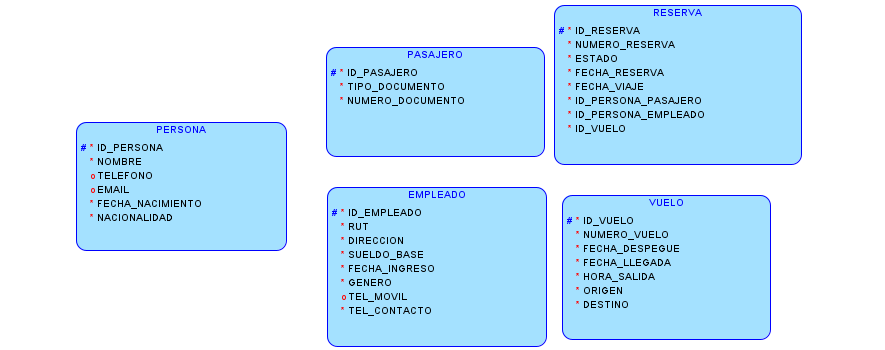 PERSONA
# * ID_PERSONA
* NOMBRE
o TELEFONO
o EMAIL
* FECHA_NACIMIENTO
* NACIONALIDAD
PASAJERO
# * ID_PASAJERO
* TIPO_DOCUMENTO
* NUMERO_DOCUMENTO
EMPLEADO
# * ID_EMPLEADO
* RUT
* DIRECCION
* SUELDO_BASE
* FECHA_INGRESO
* GENERO
o TEL_MOVIL
* TEL_CONTACTO
RESERVA
# * ID_RESERVA
* NUMERO_RESERVA
* ESTADO
* FECHA_RESERVA
* FECHA_VIAJE
* ID_PERSONA_PASAJERO
* ID_PERSONA_EMPLEADO
* ID_VUELO
VUELO
# * ID_VUELO
* NUMERO_VUELO
* FECHA_DESPEGUE
* FECHA_LLEGADA
* HORA_SALIDA
* ORIGEN
* DESTINO